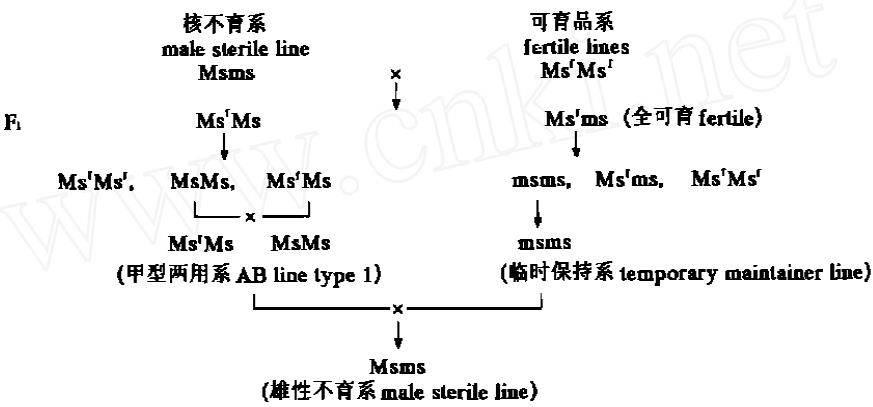 核不育系 可育品系
male sterile line fertile lines
Msms × MsᶠMsᶠ
F₁ MsᶠMs Msᶠms (全可育 fertile)
MsᶠMsᶠ, MsMs, MsᶠMs msms, Msᶠms, MsᶠMsᶠ
×
MsᶠMs MsMs msms
(甲型两用系 AB line type 1) (临时保持系 temporary maintainer line)
×
Msms
(雄性不育系 male sterile line)
www.cnki.net